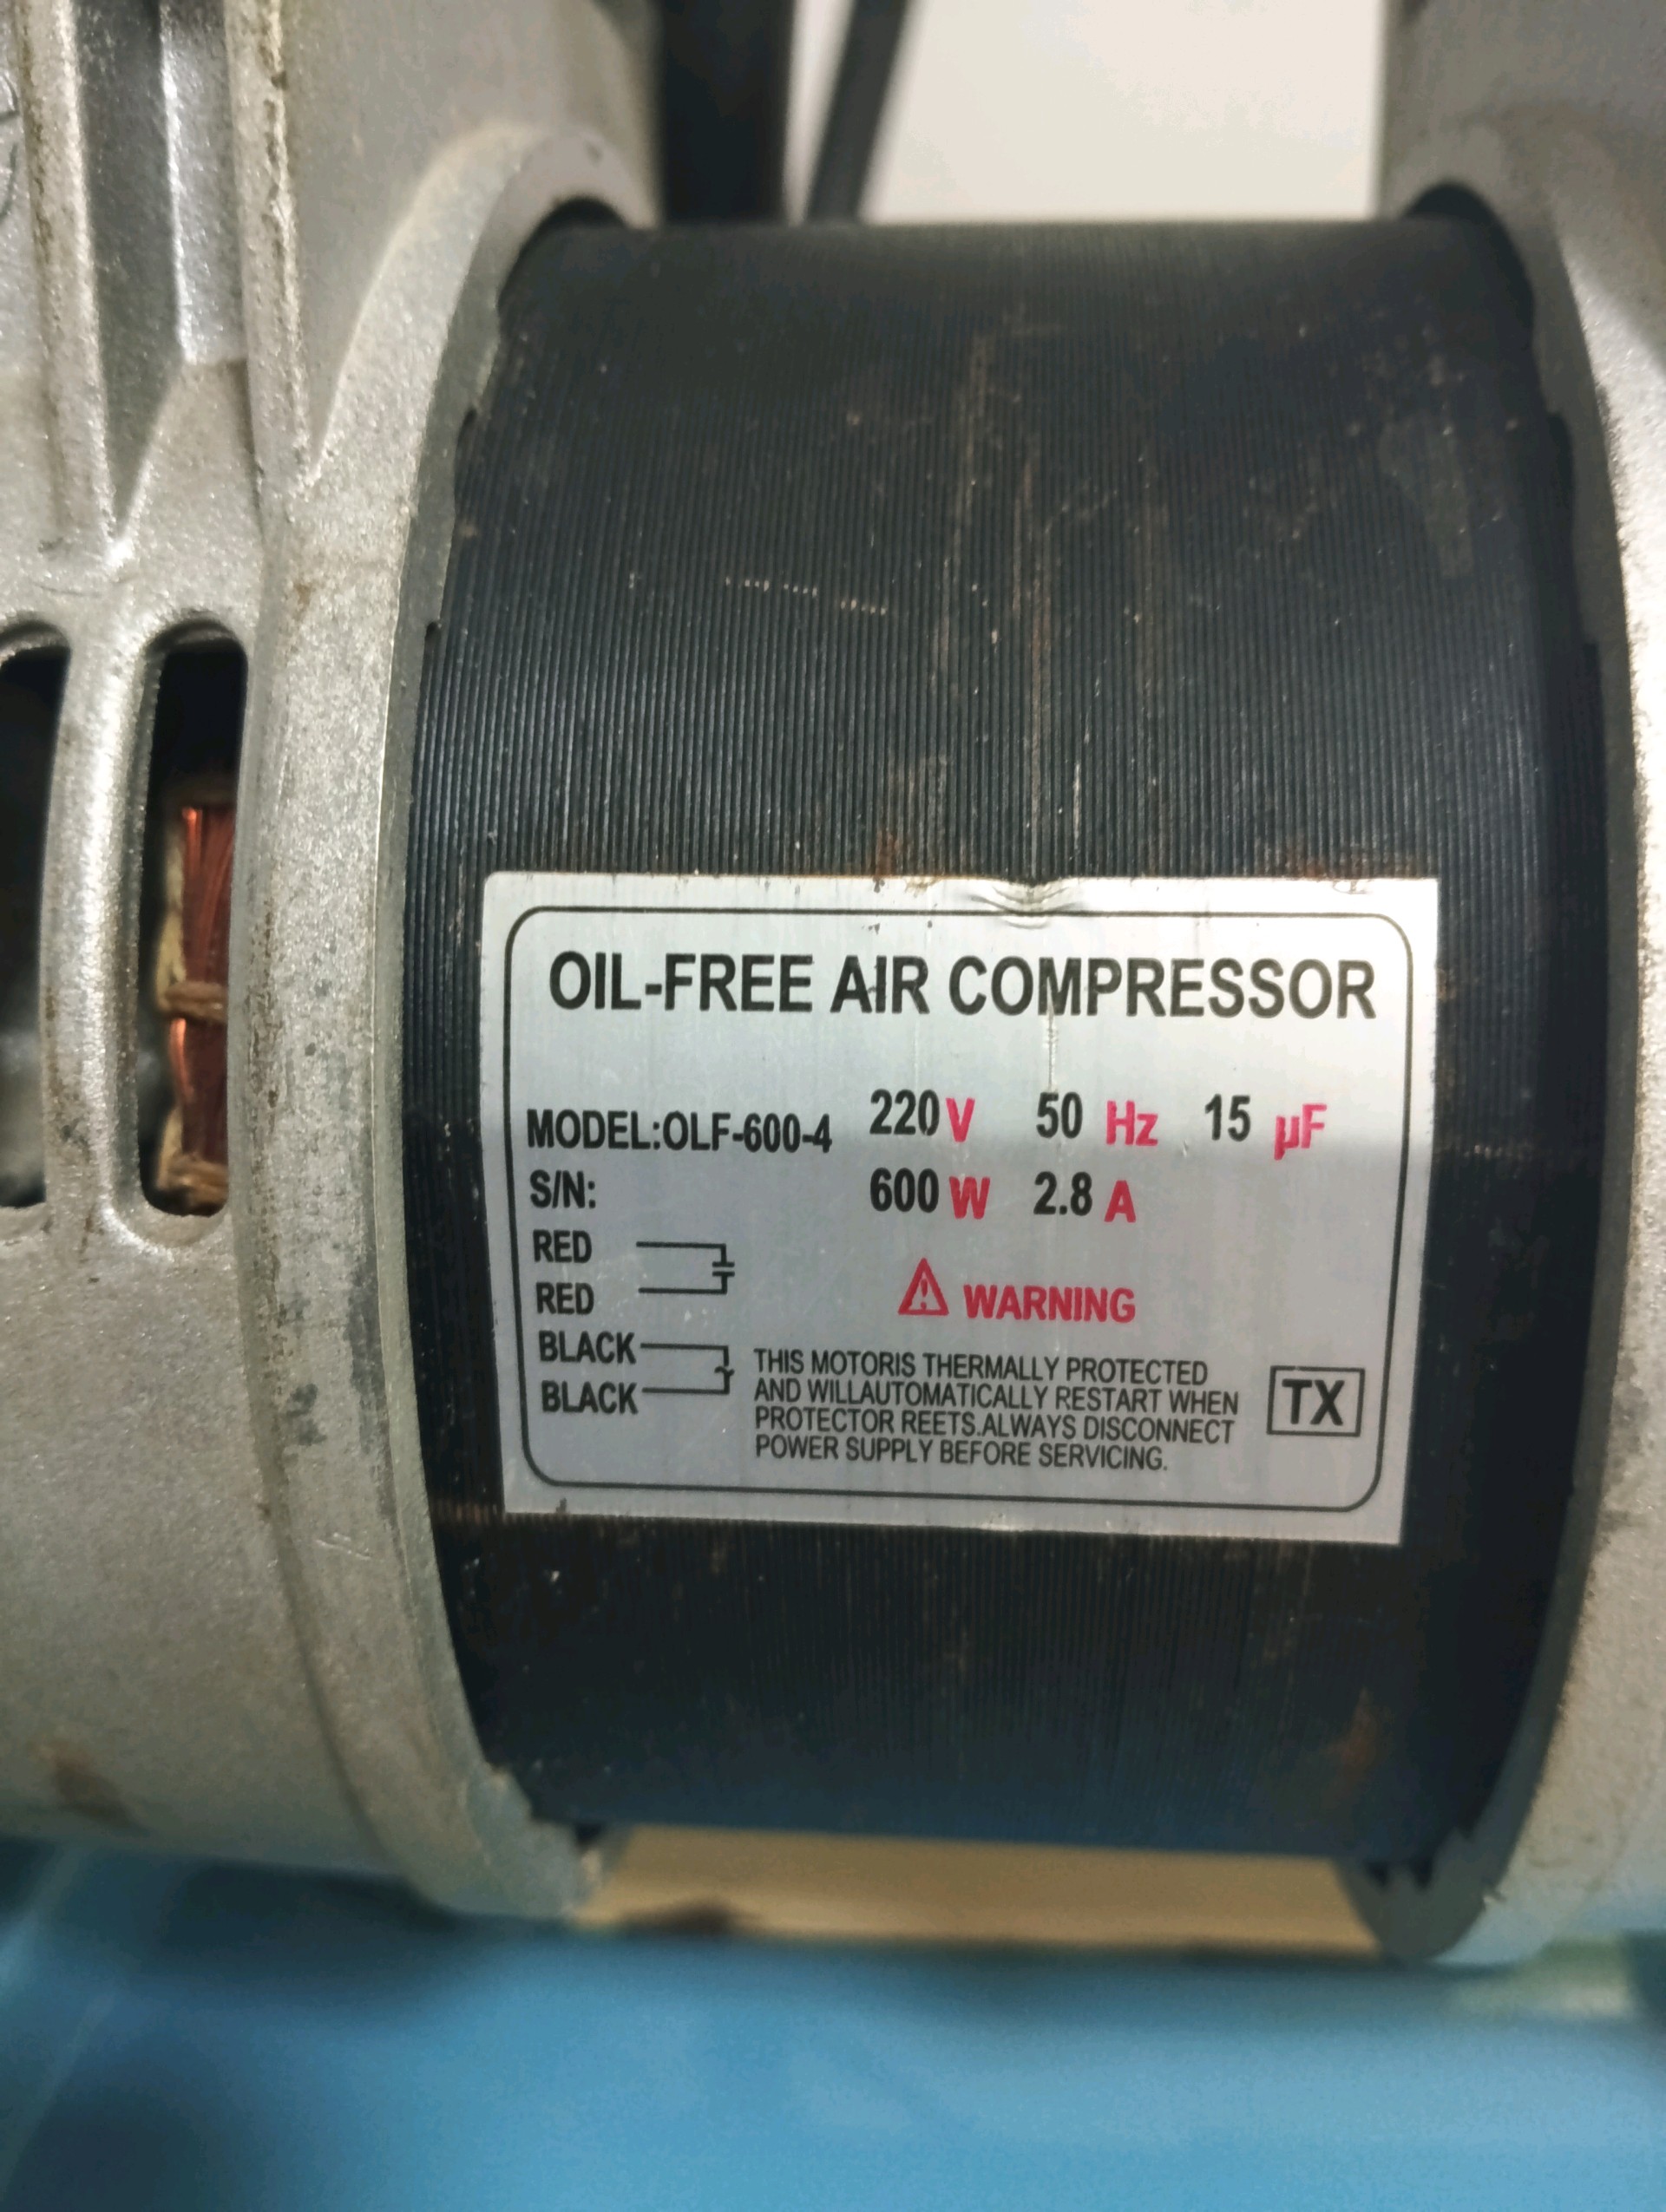 OIL-FREE AIR COMPRESSOR
MODEL:OLF-600-4 220V 50 Hz 15 µF
S/N: 600 W 2.8 A
RED
RED
WARNING
BLACK
BLACK
THIS MOTORIS THERMALLY PROTECTED
AND WILLAUTOMATICALLY RESTART WHEN
PROTECTOR REETS.ALWAYS DISCONNECT
POWER SUPPLY BEFORE SERVICING.
TX